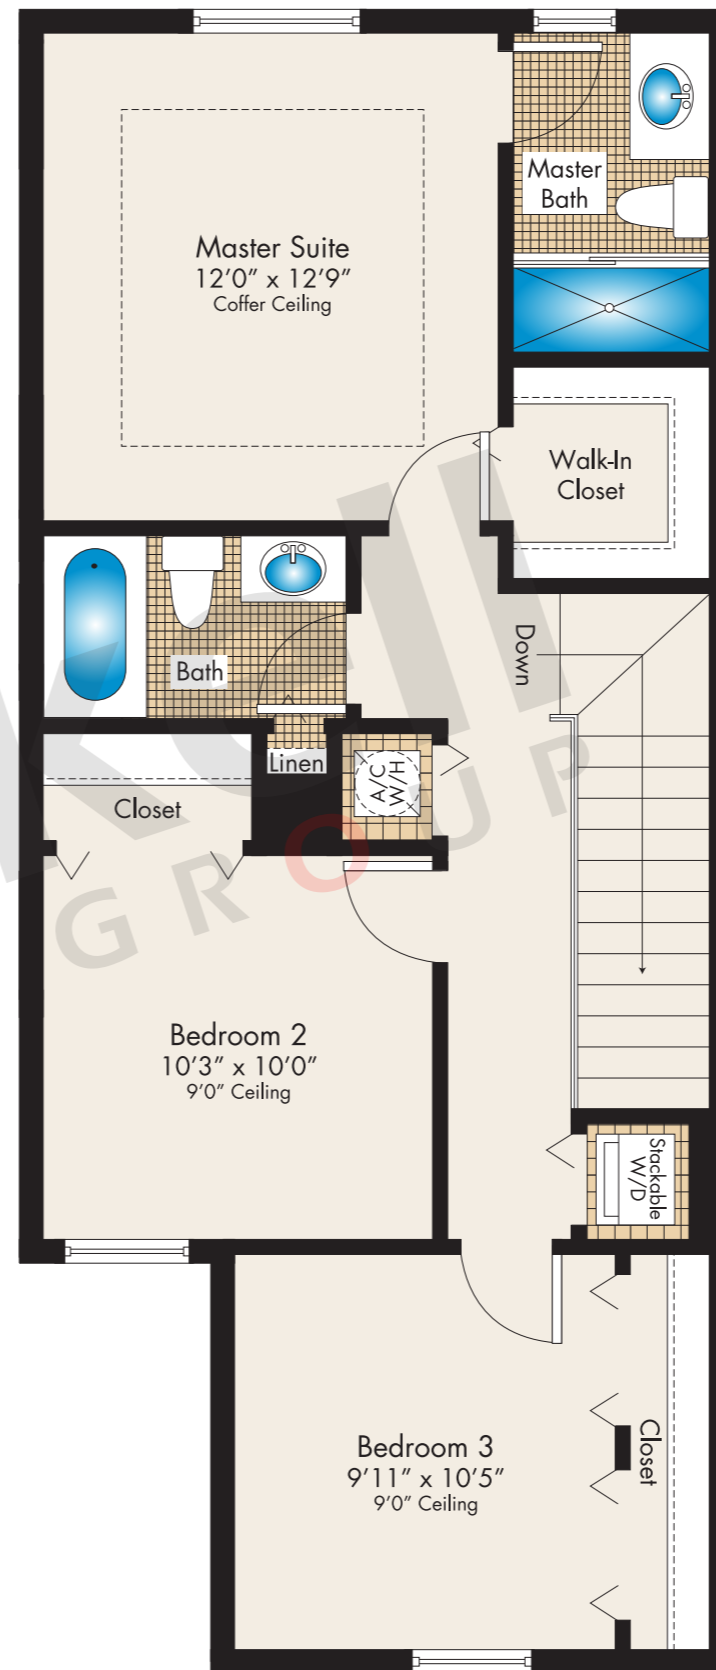 Master
Bath
Master Suite
12'0" x 12'9"
Coffer Ceiling
Walk-In
Closet
Down
Bath
Linen
A/C
W/H
Closet
Bedroom 2
10'3" x 10'0"
9'0" Ceiling
Stackable
W/D
Bedroom 3
9'11" x 10'5"
9'0" Ceiling
Closet
kell
GROUP